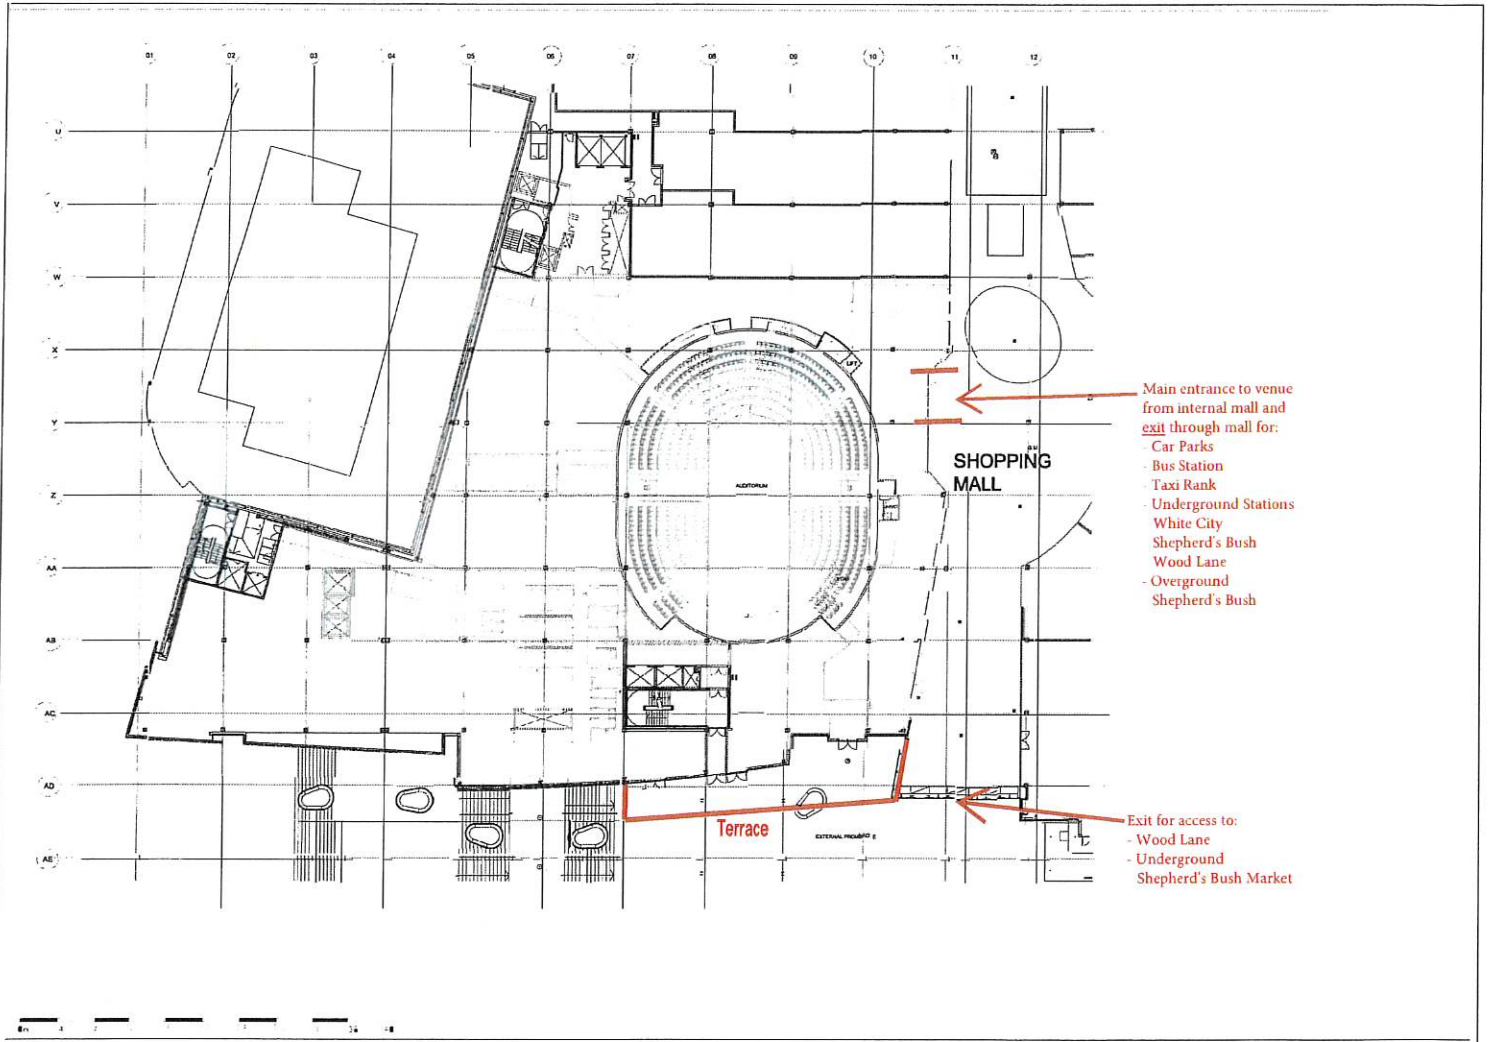 01 02 03 04 05 06 07 08 09 10 11 12
U
V
W
X
Y
Z
AA
AB
AC
AD
AE
LIFT
AUDITORIUM
SHOPPING
MALL
Main entrance to venue
from internal mall and
exit through mall for:
- Car Parks
- Bus Station
- Taxi Rank
- Underground Stations
White City
Shepherd's Bush
Wood Lane
- Overground
Shepherd's Bush
Terrace
EXTERNAL
Exit for access to:
- Wood Lane
- Underground
Shepherd's Bush Market